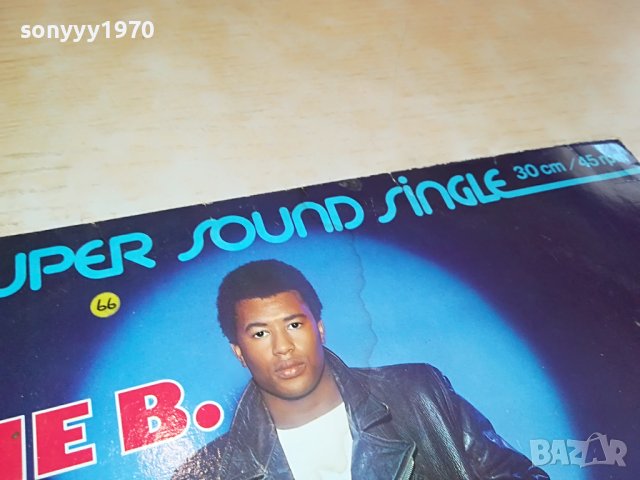 sonyyy1970
UPER SOUND SINGLE 30 cm / 45
66
IE B.
BAZAR